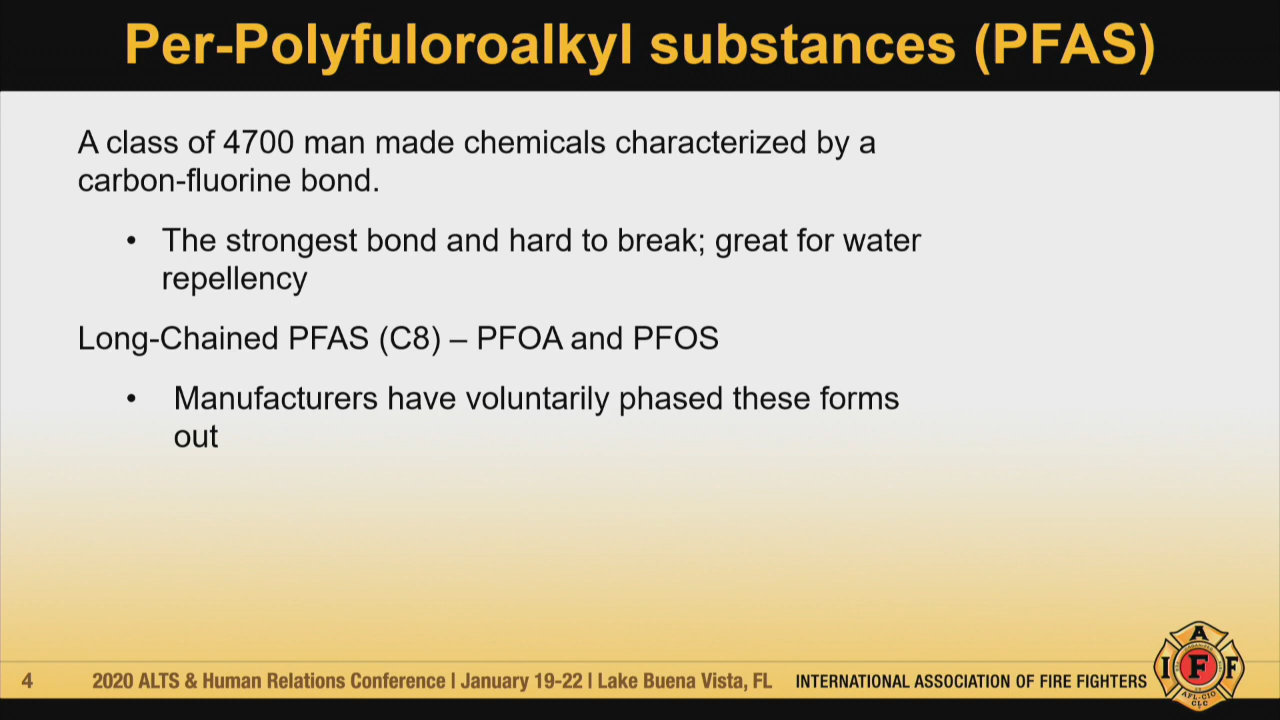 Per-Polyfuloroalkyl substances (PFAS)
A class of 4700 man made chemicals characterized by a
carbon-fluorine bond.
• The strongest bond and hard to break; great for water
repellency
Long-Chained PFAS (C8) – PFOA and PFOS
• Manufacturers have voluntarily phased these forms
out
4 2020 ALTS & Human Relations Conference | January 19-22 | Lake Buena Vista, FL INTERNATIONAL ASSOCIATION OF FIRE FIGHTERS
A
I F F
AFL-CIO
CLC